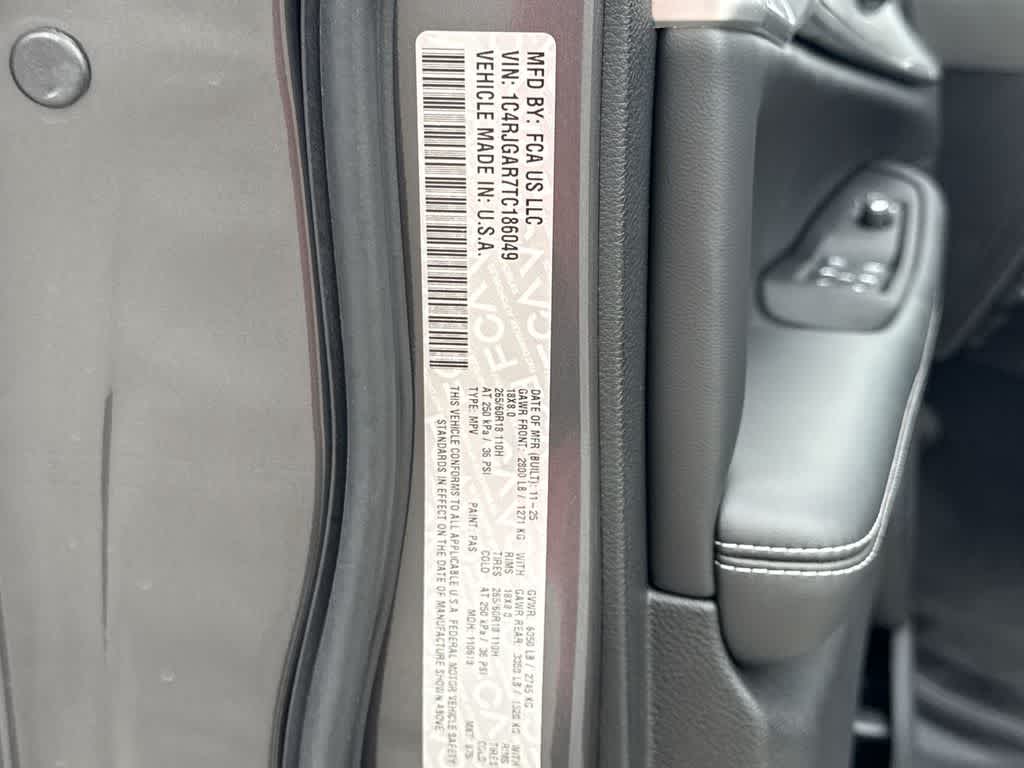 MFD BY: FCA US LLC
VIN: 1C4RJGAR7TC186049
VEHICLE MADE IN: U.S.A.
DATE OF MFR (BUILT): 11-25 GVWR 6050 LB / 2745 KG
GAWR FRONT: 2800 LB / 1271 KG WITH GAWR REAR LB / KG WITH
18X8.0 RIMS 18X8.0 RIMS
265/60R18 110H TIRES 265/60R18 110H TIRES
AT 250 kPa / 36 PSI COLD AT 250 kPa / 36 PSI COLD
TYPE: MPV PAINT: PAS MDH: MKT:
THIS VEHICLE CONFORMS TO ALL APPLICABLE U.S.A. FEDERAL MOTOR VEHICLE SAFETY
STANDARDS IN EFFECT ON THE DATE OF MANUFACTURE SHOWN ABOVE
FCA